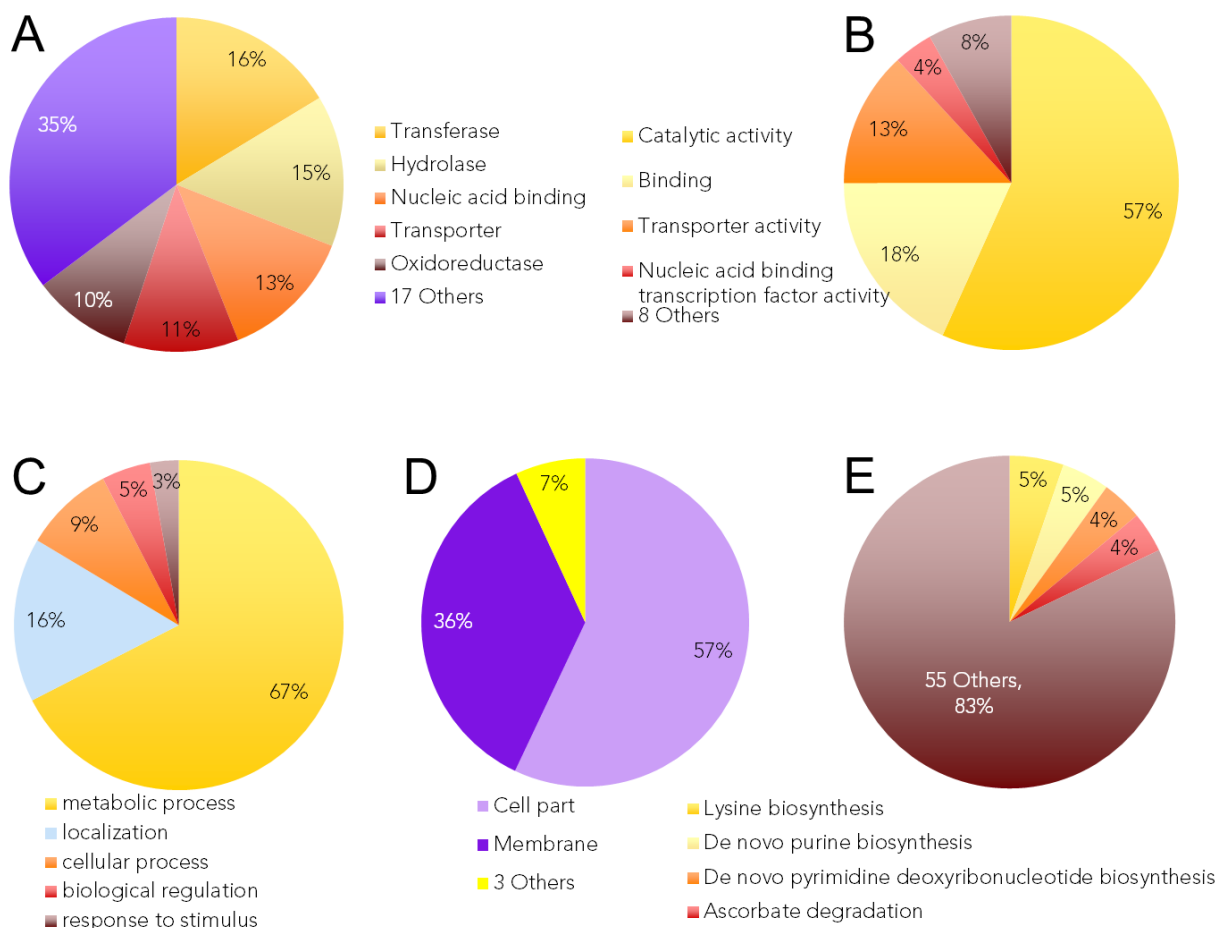 A
16%
15%
13%
11%
10%
35%
Transferase
Hydrolase
Nucleic acid binding
Transporter
Oxidoreductase
17 Others
B
8%
4%
13%
18%
57%
Catalytic activity
Binding
Transporter activity
Nucleic acid binding
transcription factor activity
8 Others
C
3%
5%
9%
16%
67%
metabolic process
localization
cellular process
biological regulation
response to stimulus
D
7%
36%
57%
Cell part
Membrane
3 Others
E
5%
5%
4%
4%
55 Others,
83%
Lysine biosynthesis
De novo purine biosynthesis
De novo pyrimidine deoxyribonucleotide biosynthesis
Ascorbate degradation